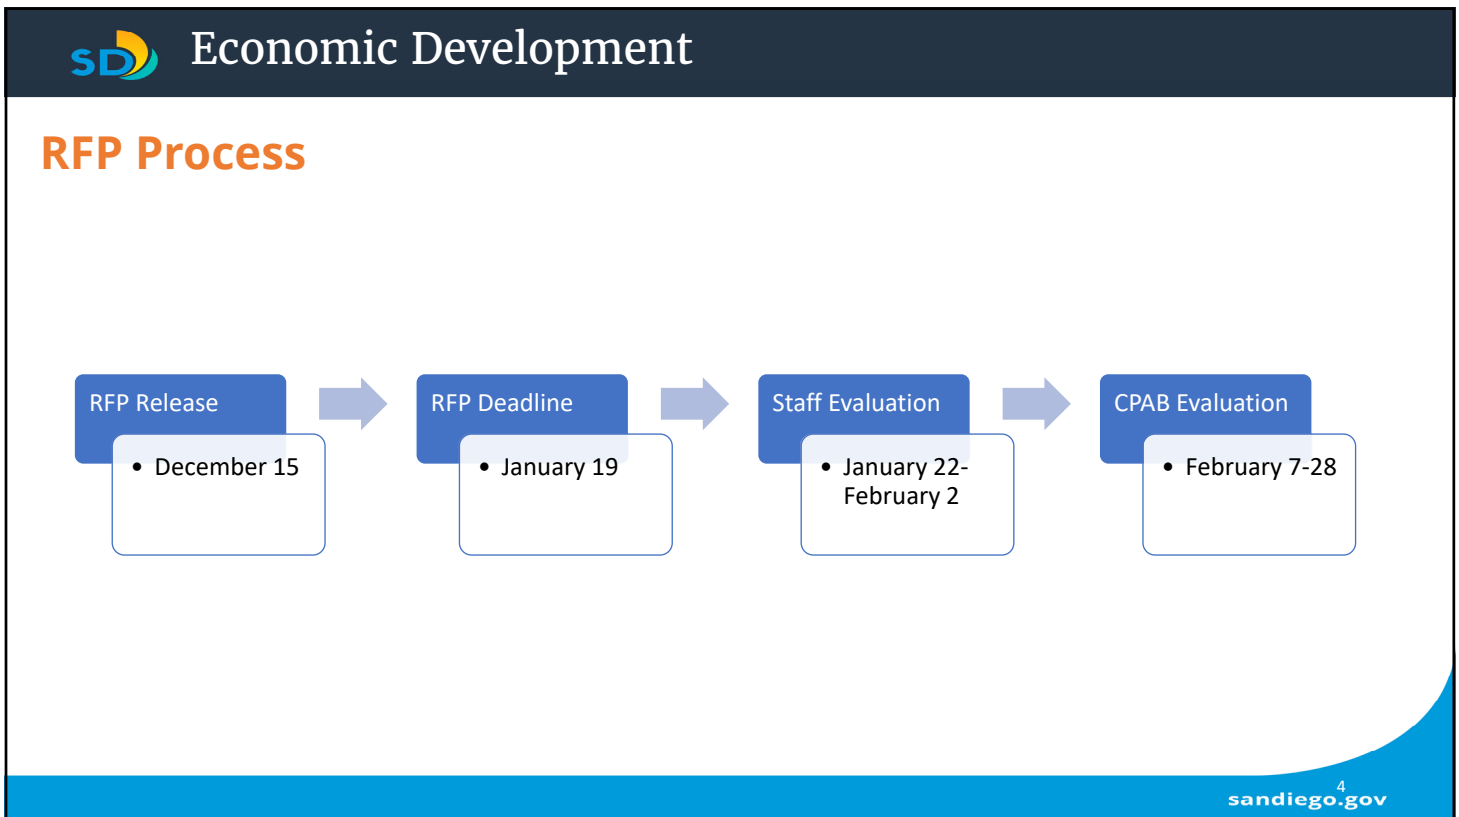 SD
Economic Development
RFP Process
RFP Release
• December 15
RFP Deadline
• January 19
Staff Evaluation
• January 22-
February 2
CPAB Evaluation
• February 7-28
4
sandiego.gov